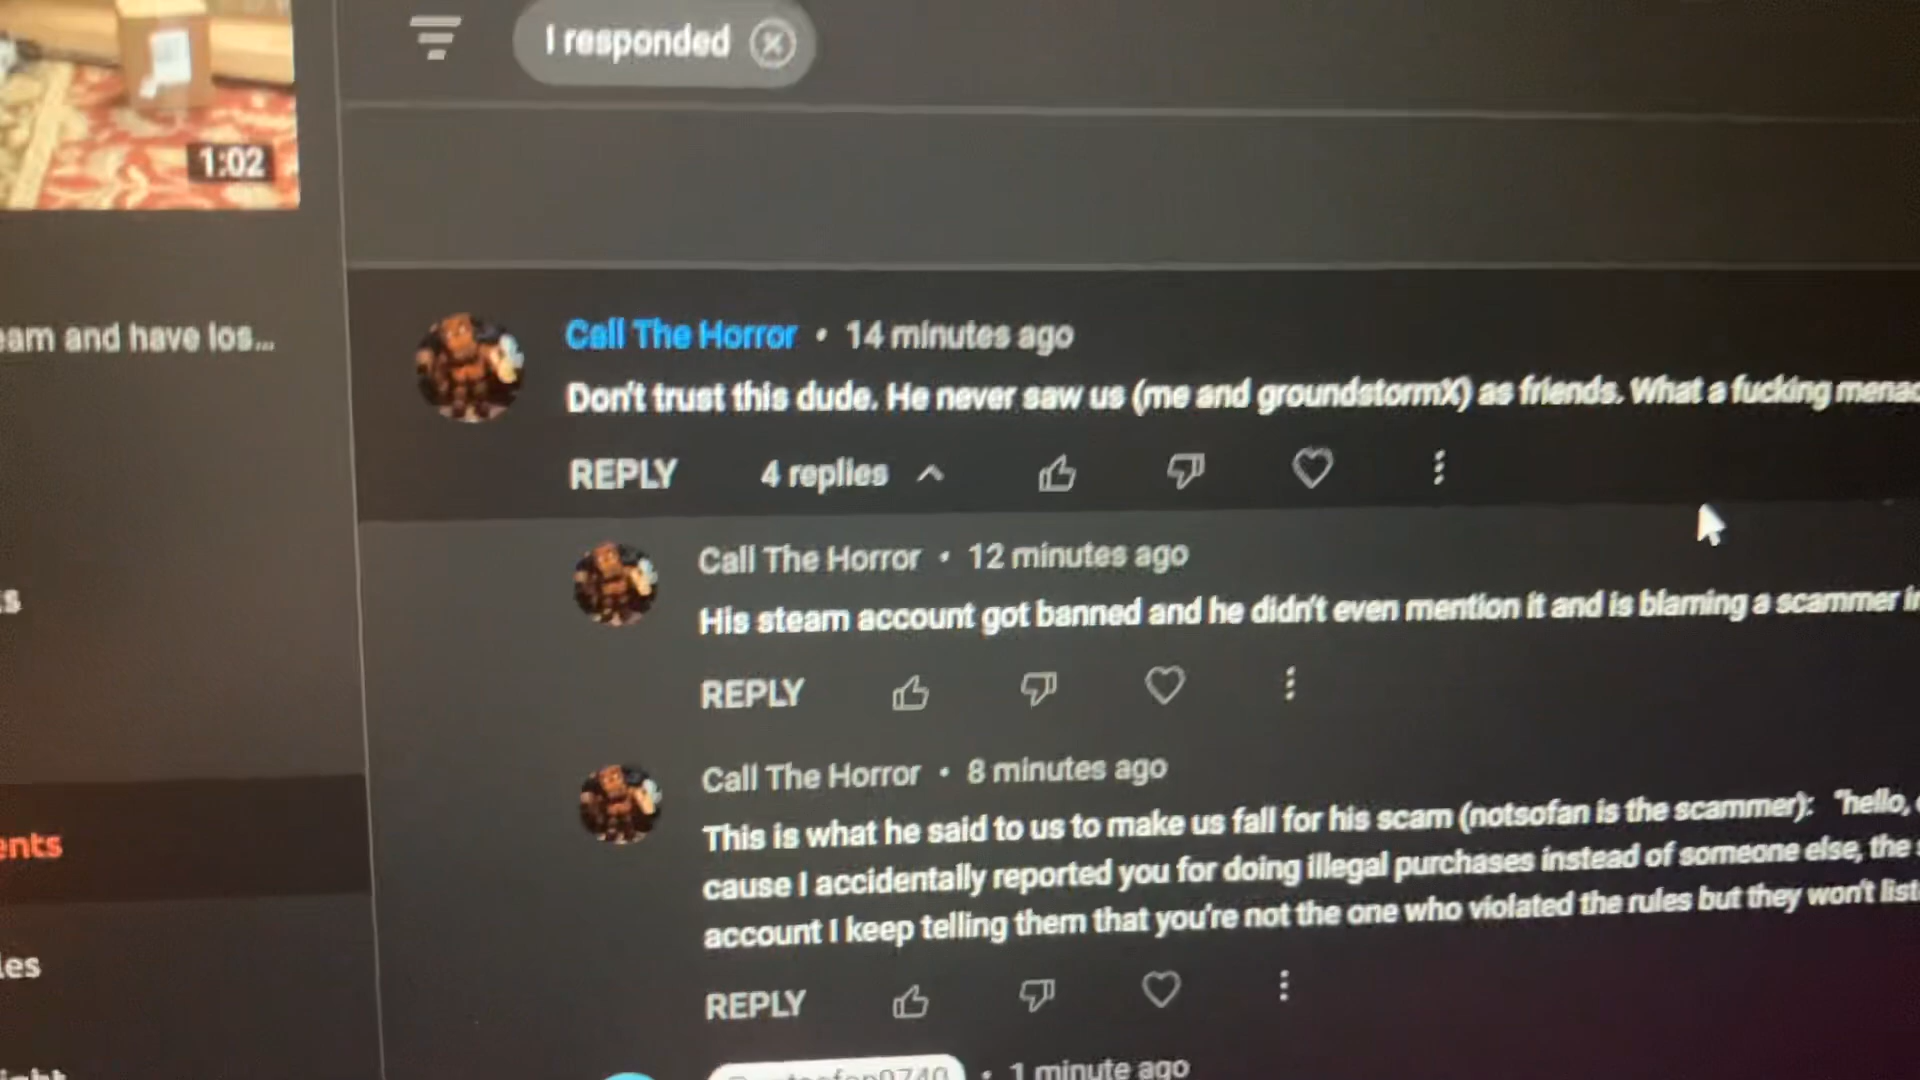 I responded
1:02
eam and have los...
Call The Horror • 14 minutes ago
Don't trust this dude. He never saw us (me and groundstormX) as friends. What a fucking menac
REPLY 4 replies
s
Call The Horror • 12 minutes ago
His steam account got banned and he didn't even mention it and is blaming a scammer in
REPLY
Call The Horror • 8 minutes ago
This is what he said to us to make us fall for his scam (notsofan is the scammer): "hello,
cause I accidentally reported you for doing illegal purchases instead of someone else, the s
account I keep telling them that you're not the one who violated the rules but they won't list
ents
les
REPLY
• 1 minute ago